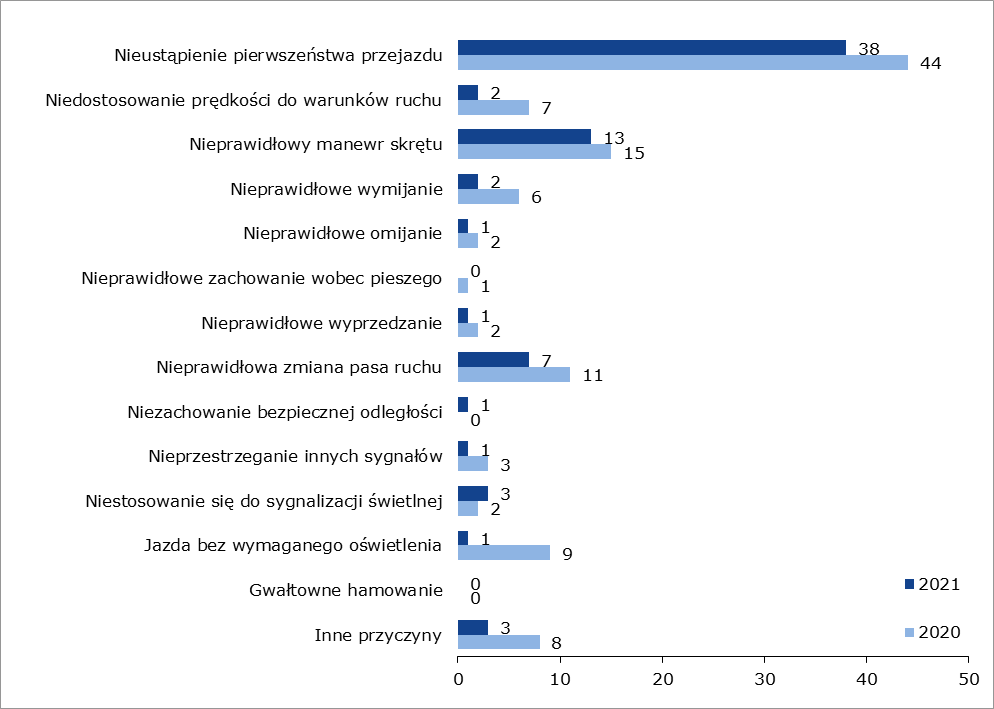 Nieustąpienie pierwszeństwa przejazdu
38
44
Niedostosowanie prędkości do warunków ruchu
2
7
Nieprawidłowy manewr skrętu
13
15
Nieprawidłowe wymijanie
2
6
Nieprawidłowe omijanie
1
2
Nieprawidłowe zachowanie wobec pieszego
0
1
Nieprawidłowe wyprzedzanie
1
2
Nieprawidłowa zmiana pasa ruchu
7
11
Niezachowanie bezpiecznej odległości
1
0
Nieprzestrzeganie innych sygnałów
1
3
Niestosowanie się do sygnalizacji świetlnej
3
2
Jazda bez wymaganego oświetlenia
1
9
Gwałtowne hamowanie
0
0
Inne przyczyny
3
8
2021
2020
0 10 20 30 40 50